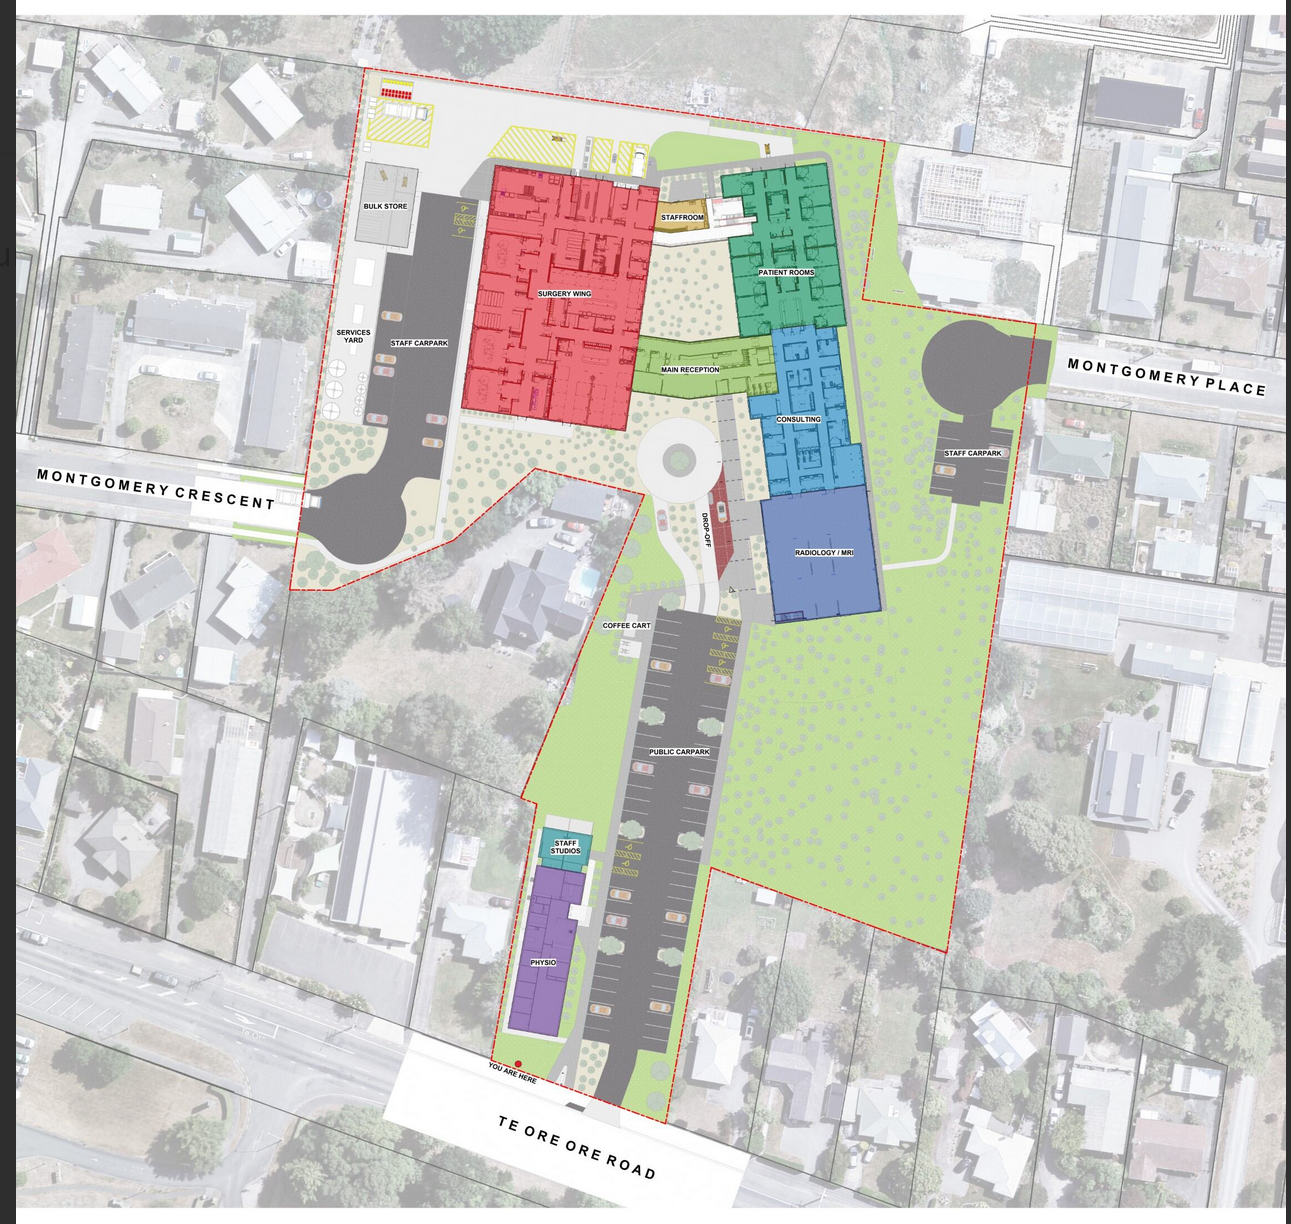 BULK STORE
STAFFROOM
PATIENT ROOMS
SURGERY WING
SERVICES
YARD
STAFF CARPARK
MAIN RECEPTION
MONTGOMERY PLACE
CONSULTING
STAFF CARPARK
MONTGOMERY CRESCENT
DROP-OFF
RADIOLOGY / MRI
COFFEE CART
PUBLIC CARPARK
STAFF
STUDIOS
PHYSIO
YOU ARE HERE
TE ORE ORE ROAD